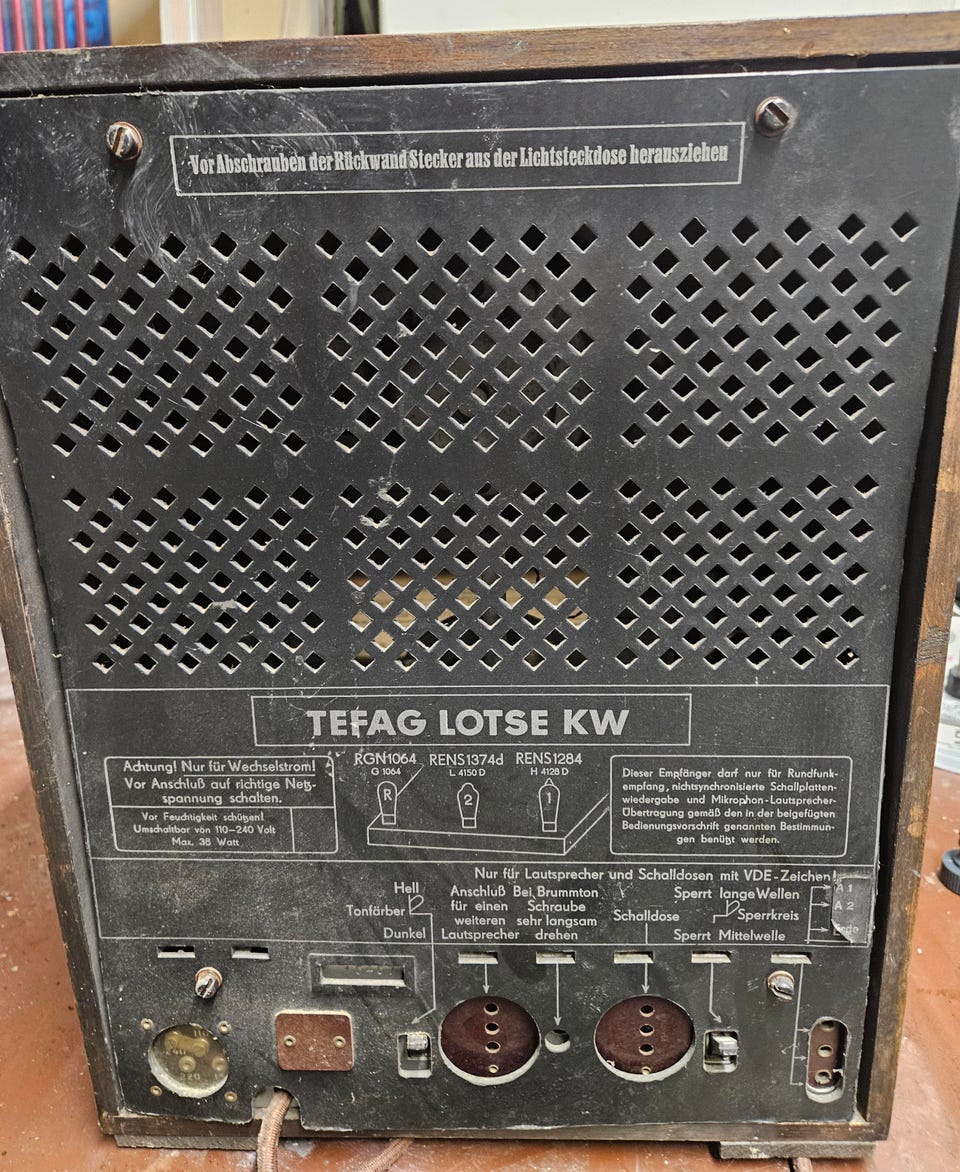 Vor Abschrauben der Rückwand Stecker aus der Lichtsteckdose herausziehen
TEFAG LOTSE KW
Achtung! Nur für Wechselstrom!
Vor Anschluß auf richtige Netz-
spannung schalten.
Vor Feuchtigkeit schützen!
Umschaltbar von 110–240 Volt
Max. 38 Watt
RGN1064 RENS1374d RENS1284
G 1064 L 4150 D H 4128 D
R 2 1
Dieser Empfänger darf nur für Rundfunk-
empfang, nichtsynchronisierte Schallplatten-
wiedergabe und Mikrophon-Lautsprecher-
Übertragung gemäß den in der beigefügten
Bedienungsvorschrift genannten Bestimmun-
gen benützt werden.
Nur für Lautsprecher und Schalldosen mit VDE-Zeichen!
Hell
Tonfärber
Dunkel
Anschluß
für einen
weiteren
Lautsprecher
Bei Brummton
Schraube
sehr langsam
drehen
Schalldose
Sperrt lange Wellen
Sperrkreis
Sperrt Mittelwelle
A 1
A 2
Erde
240
220